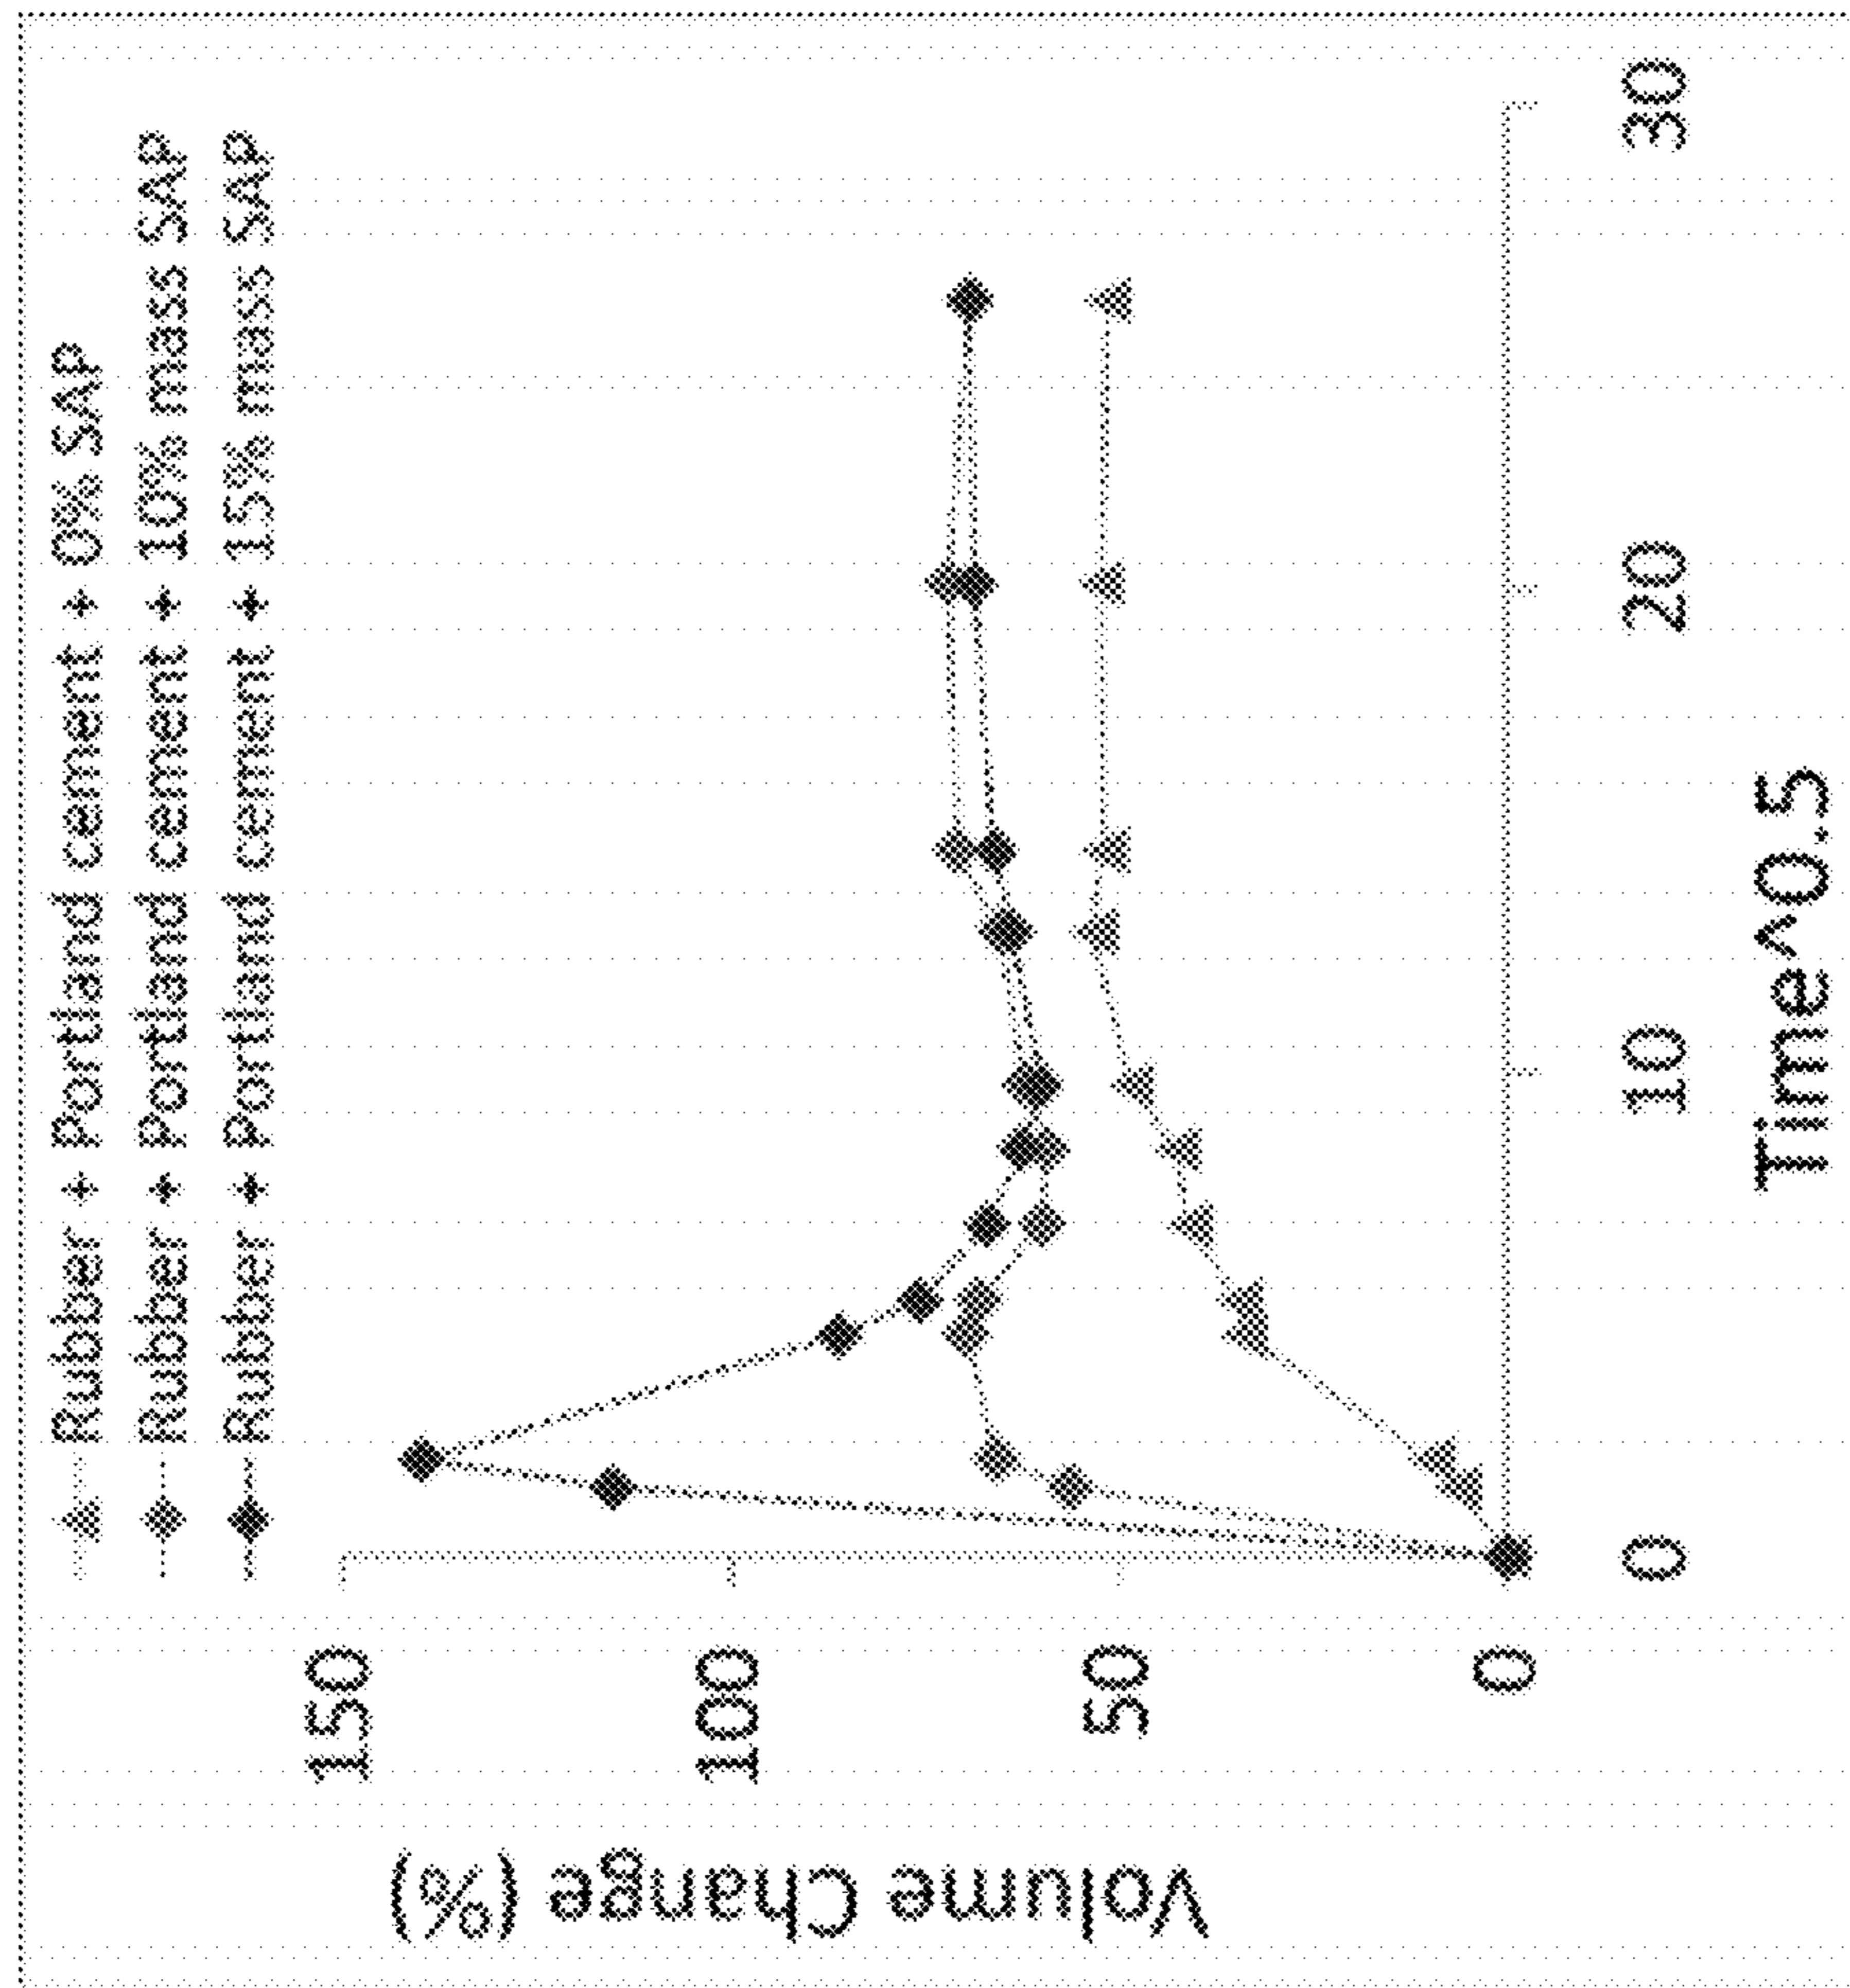 Rubber + Portland cement + 0% SAP
Rubber + Portland cement + 10% mass SAP
Rubber + Portland cement + 15% mass SAP
Volume Change (%)
150
100
50
0
0
10
20
30
Time^0.5